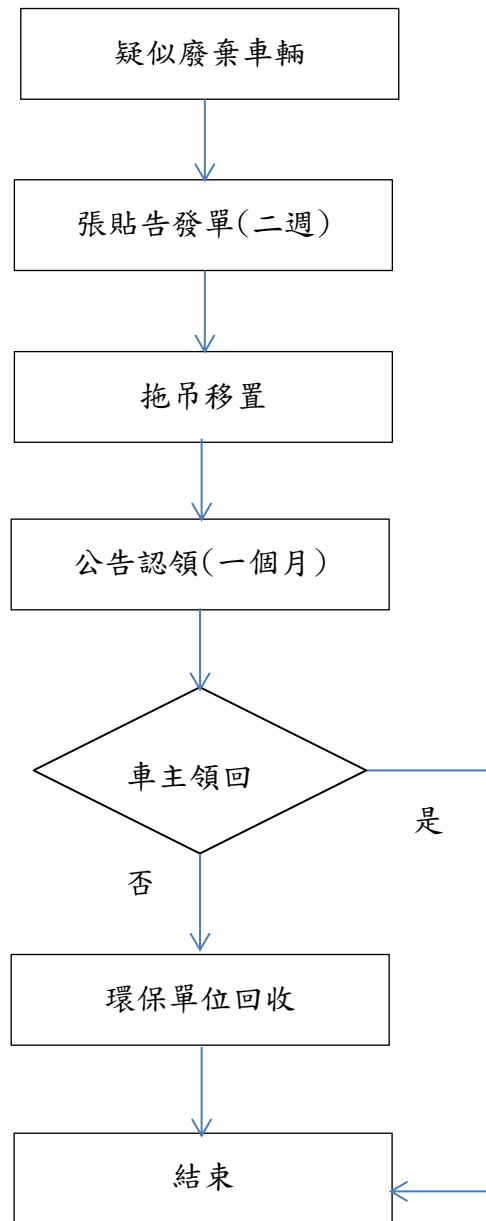 疑似廢棄車輛
張貼告發單(二週)
拖吊移置
公告認領(一個月)
車主領回
是
否
環保單位回收
結束